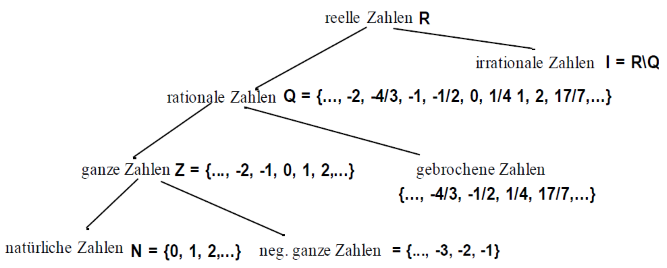 reelle Zahlen R
irrationale Zahlen I = R\Q
rationale Zahlen Q = {..., -2, -4/3, -1, -1/2, 0, 1/4 1, 2, 17/7,...}
ganze Zahlen Z = {..., -2, -1, 0, 1, 2,...}
gebrochene Zahlen
{..., -4/3, -1/2, 1/4, 17/7,...}
natürliche Zahlen N = {0, 1, 2,...}
neg. ganze Zahlen = {..., -3, -2, -1}